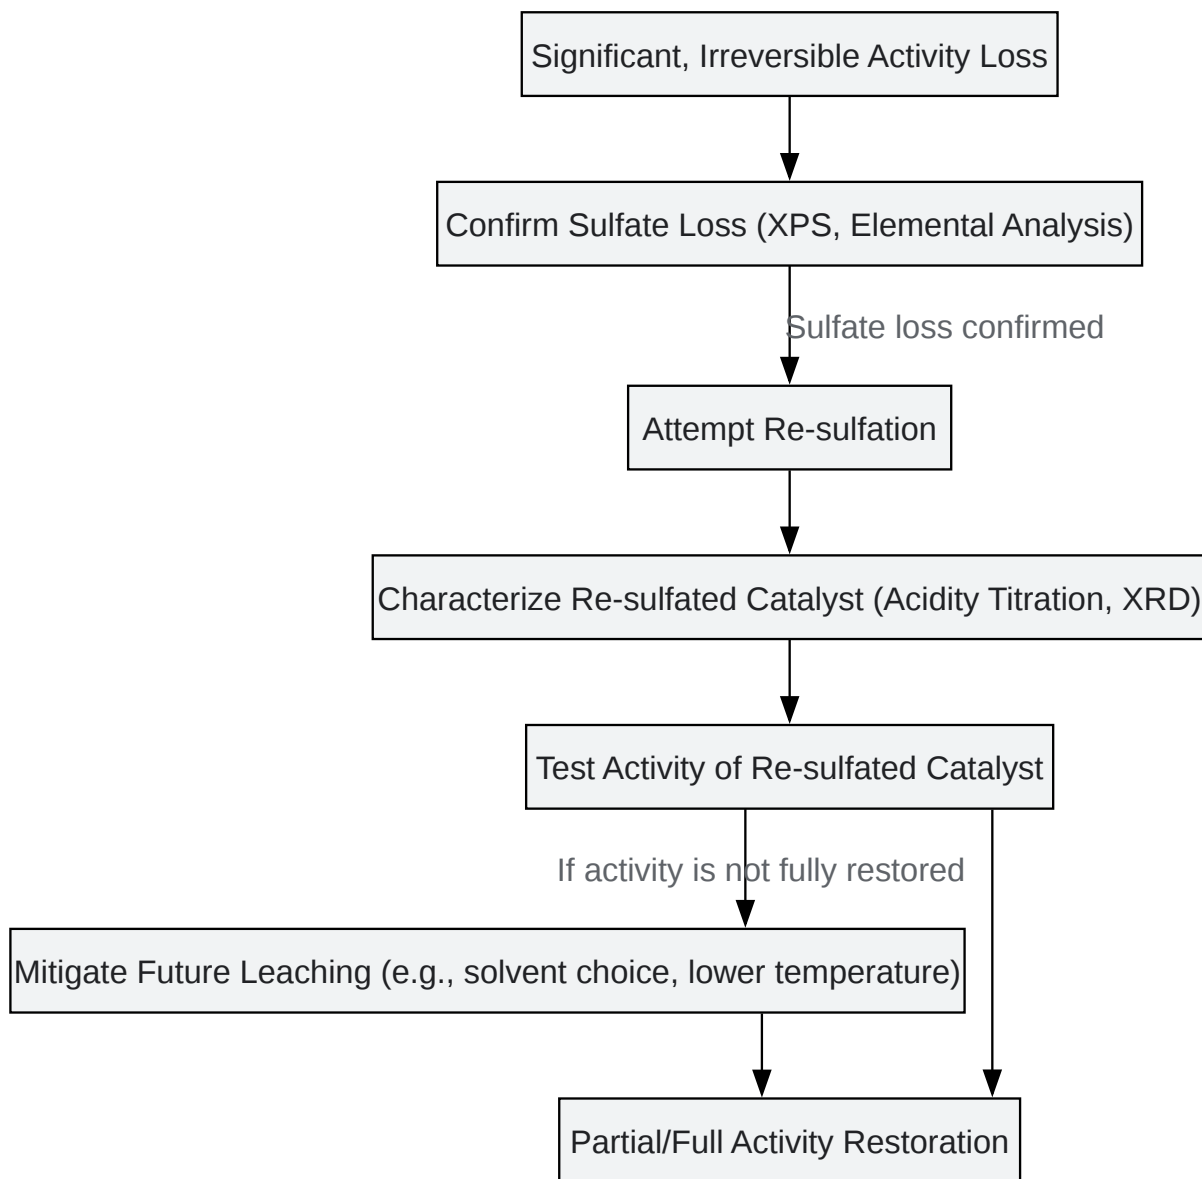 Significant, Irreversible Activity Loss
Confirm Sulfate Loss (XPS, Elemental Analysis)
Sulfate loss confirmed
Attempt Re-sulfation
Characterize Re-sulfated Catalyst (Acidity Titration, XRD)
Test Activity of Re-sulfated Catalyst
If activity is not fully restored
Mitigate Future Leaching (e.g., solvent choice, lower temperature)
Partial/Full Activity Restoration